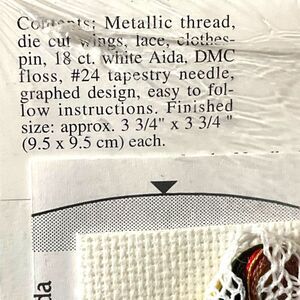 Contents: Metallic thread,
die cut wings, lace, clothes-
pin, 18 ct. white Aida, DMC
floss, #24 tapestry needle,
graphed design, easy to fol-
low instructions. Finished
size: approx. 3 3/4" x 3 3/4 "
(9.5 x 9.5 cm) each.
da